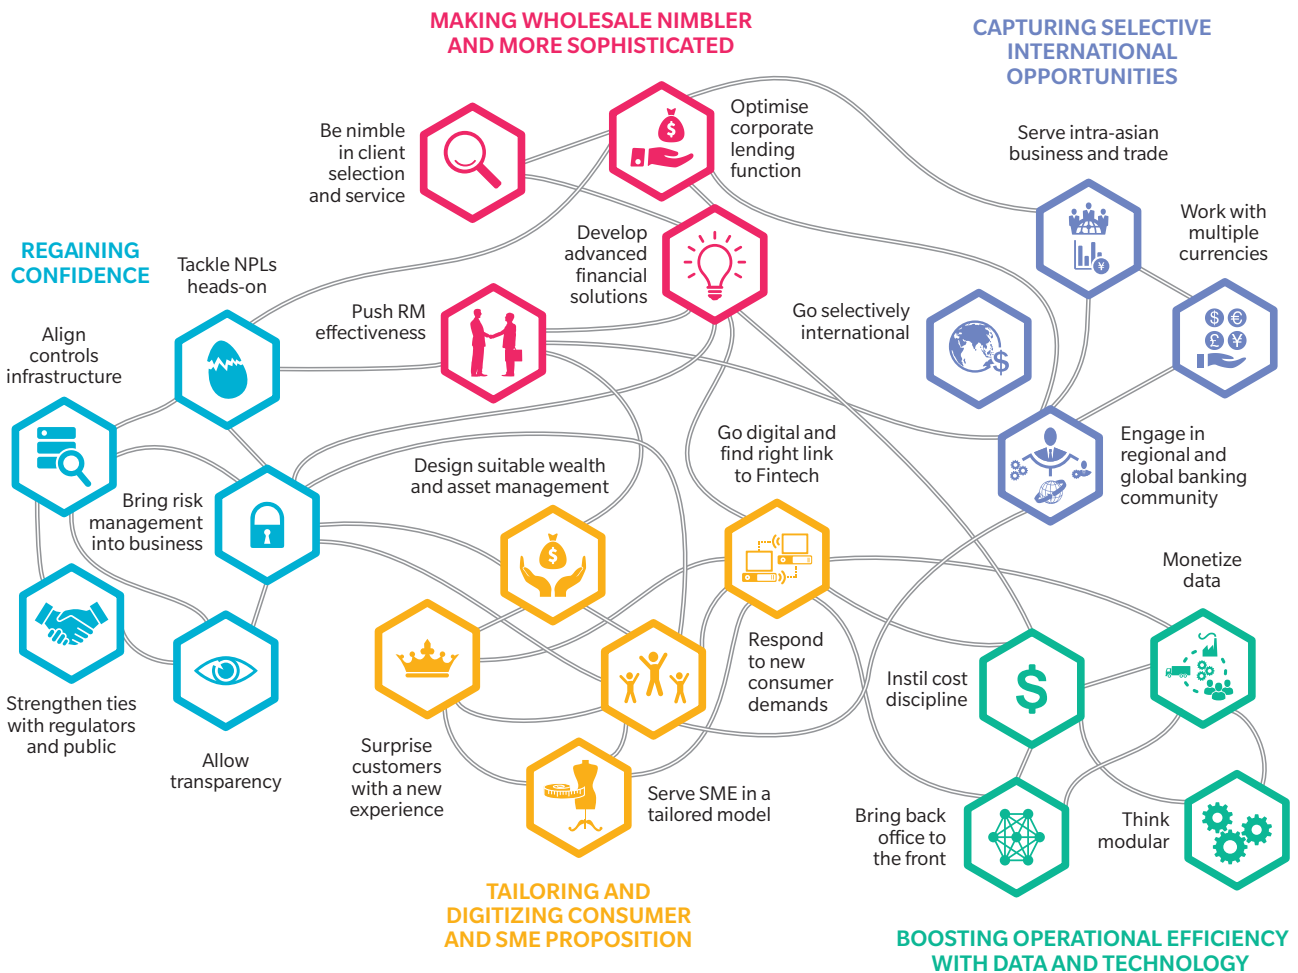 MAKING WHOLESALE NIMBLER
AND MORE SOPHISTICATED
CAPTURING SELECTIVE
INTERNATIONAL
OPPORTUNITIES
Be nimble
in client
selection
and service
$
Optimise
corporate
lending
function
Serve intra-asian
business and trade
¥
Work with
multiple
currencies
$ €
£ ¥
REGAINING
CONFIDENCE
Tackle NPLs
heads-on
Develop
advanced
financial
solutions
Push RM
effectiveness
Go selectively
international
$
Align
controls
infrastructure
Engage in
regional and
global banking
community
Go digital and
find right link
to Fintech
Design suitable wealth
and asset management
$
Bring risk
management
into business
Monetize
data
Respond
to new
consumer
demands
Instil cost
discipline
$
Strengthen ties
with regulators
and public
Allow
transparency
Surprise
customers
with a new
experience
Serve SME in a
tailored model
Bring back
office to
the front
Think
modular
TAILORING AND
DIGITIZING CONSUMER
AND SME PROPOSITION
BOOSTING OPERATIONAL EFFICIENCY
WITH DATA AND TECHNOLOGY